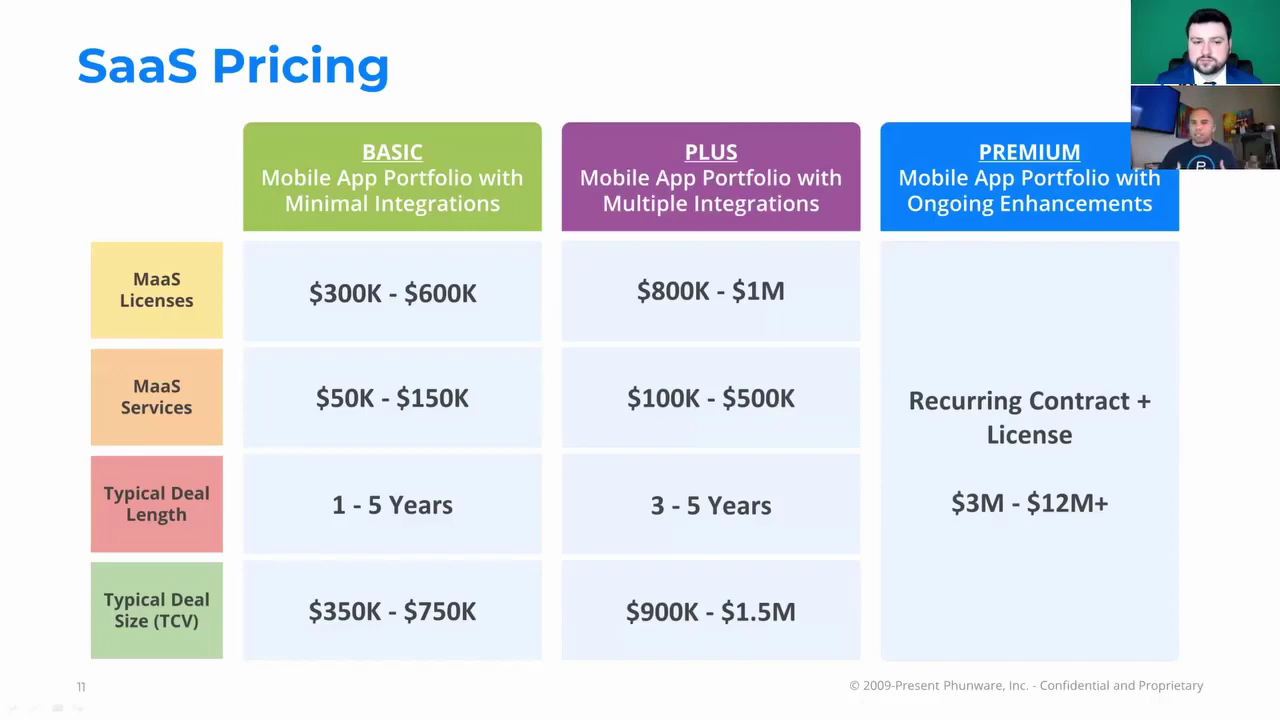 SaaS Pricing
BASIC
Mobile App Portfolio with
Minimal Integrations
PLUS
Mobile App Portfolio with
Multiple Integrations
PREMIUM
Mobile App Portfolio with
Ongoing Enhancements
MaaS
Licenses
$300K - $600K
$800K - $1M
MaaS
Services
$50K - $150K
$100K - $500K
Recurring Contract +
License
$3M - $12M+
Typical Deal
Length
1 - 5 Years
3 - 5 Years
Typical Deal
Size (TCV)
$350K - $750K
$900K - $1.5M
11
© 2009-Present Phunware, Inc. - Confidential and Proprietary